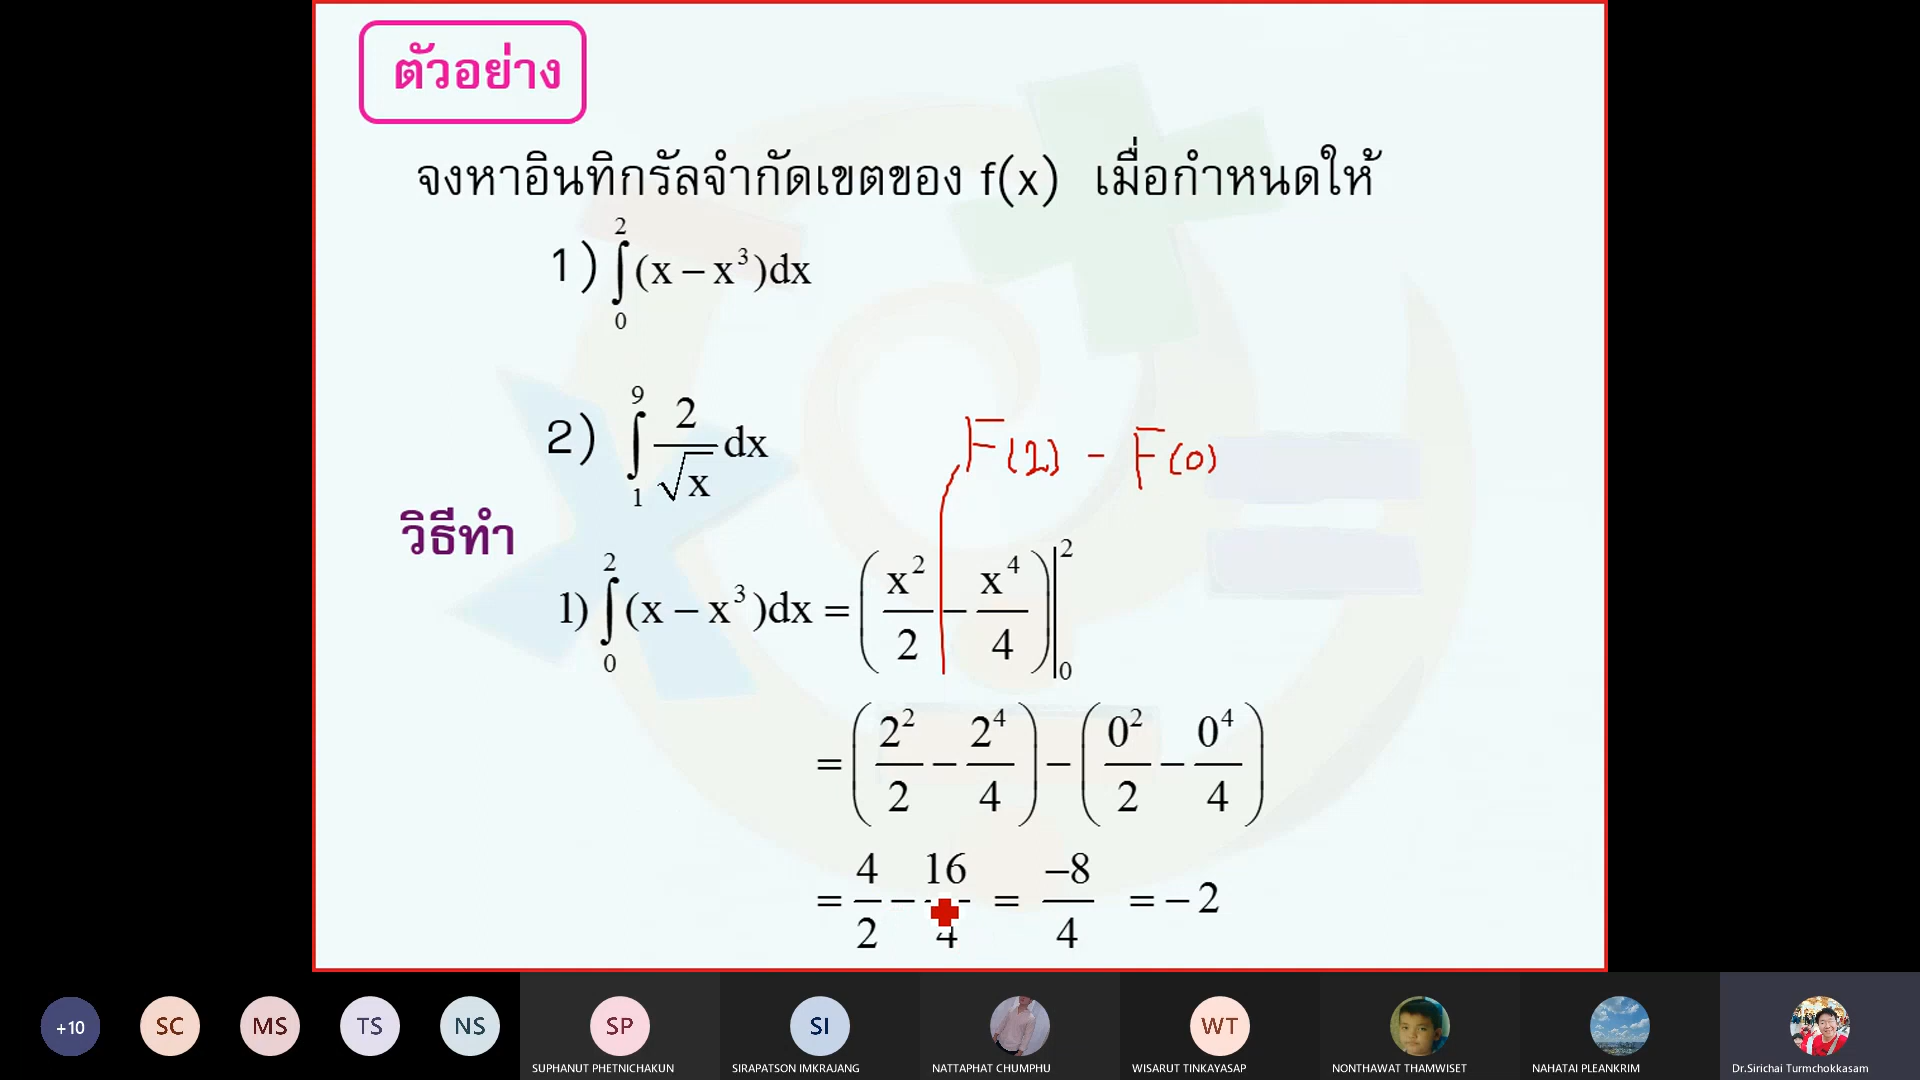 ตัวอย่าง
จงหาอินทิกรัลจำกัดเขตของ f(x) เมื่อกำหนดให้
1) ∫₀² (x – x³)dx
2) ∫₁⁹ 2/√x dx
F(2) - F(0)
วิธีทำ
1) ∫₀² (x – x³)dx = (x²/2 – x⁴/4)|₀²
= (2²/2 – 2⁴/4) – (0²/2 – 0⁴/4)
= 4/2 – 16/4 = –8/4 = –2
+10 SC MS TS NS SP SI WT
SUPHANUT PHETNICHAKUN SIRAPATSON IMKRAJANG NATTAPHAT CHUMPHU WISARUT TINKAYASAP NONTHAWAT THAMWISET NAHATAI PLEANKRIM Dr.Sirichai Turmchokkasam